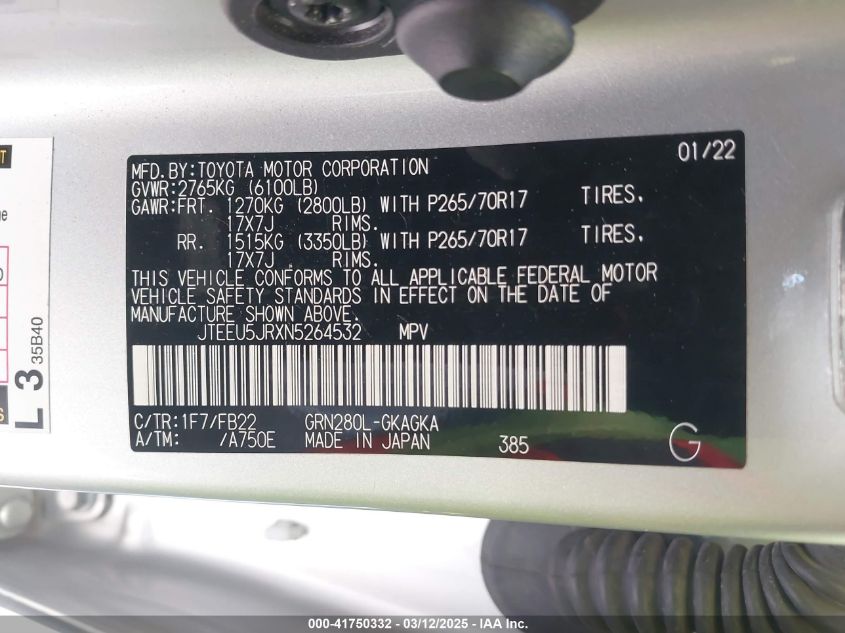 01/22
MFD.BY:TOYOTA MOTOR CORPORATION
GVWR:2765KG (6100LB)
GAWR:FRT. 1270KG (2800LB) WITH P265/70R17 TIRES.
17X7J RIMS.
RR. 1515KG (3350LB) WITH P265/70R17 TIRES.
17X7J RIMS.
THIS VEHICLE CONFORMS TO ALL APPLICABLE FEDERAL MOTOR
VEHICLE SAFETY STANDARDS IN EFFECT ON THE DATE OF
MANUFACTURE SHOWN ABOVE.
JTEEU5JRXN5264532 MPV
C/TR:1F7/FB22 GRN280L-GKAGKA
A/TM: /A750E MADE IN JAPAN 385
G
L 3
35B40
000-41750332 - 03/12/2025 - IAA Inc.